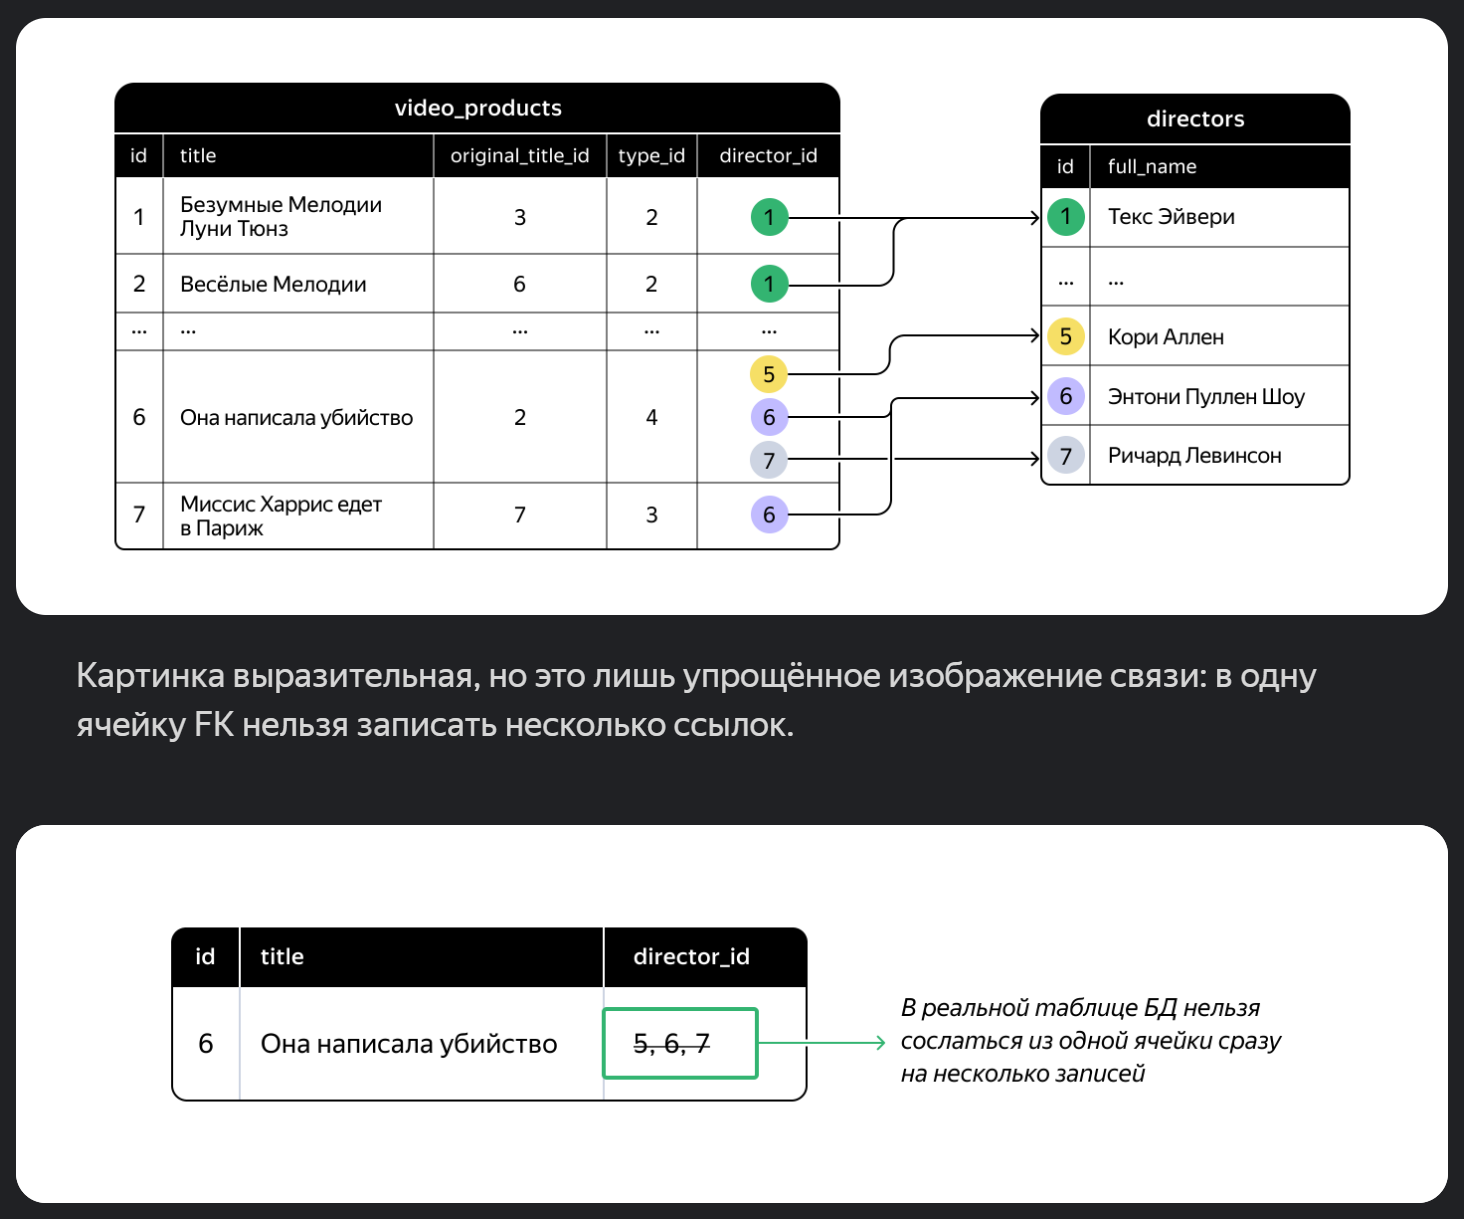 video_products
id title original_title_id type_id director_id
1 Безумные Мелодии Луни Тюнз 3 2 1
2 Весёлые Мелодии 6 2 1
... ... ... ... ...
6 Она написала убийство 2 4 5 6 7
7 Миссис Харрис едет в Париж 7 3 6
directors
id full_name
1 Текс Эйвери
... ...
5 Кори Аллен
6 Энтони Пуллен Шоу
7 Ричард Левинсон
Картинка выразительная, но это лишь упрощённое изображение связи: в одну
ячейку FK нельзя записать несколько ссылок.
id title director_id
6 Она написала убийство 5, 6, 7
В реальной таблице БД нельзя
сослаться из одной ячейки сразу
на несколько записей